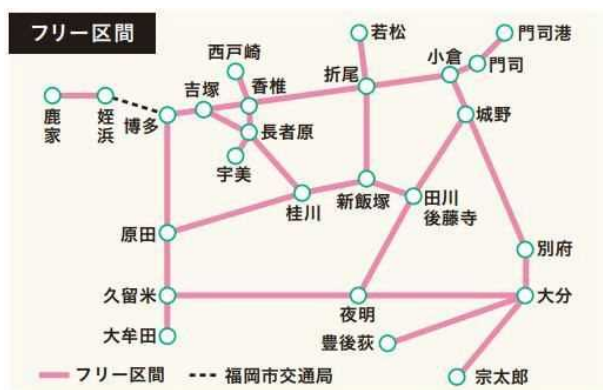 フリー区間
若松
門司港
西戸崎
小倉
門司
吉塚
香椎
折尾
鹿家
姪浜
博多
城野
長者原
宇美
桂川
新飯塚
田川
後藤寺
原田
別府
久留米
夜明
大分
大牟田
豊後荻
宗太郎
フリー区間
福岡市交通局